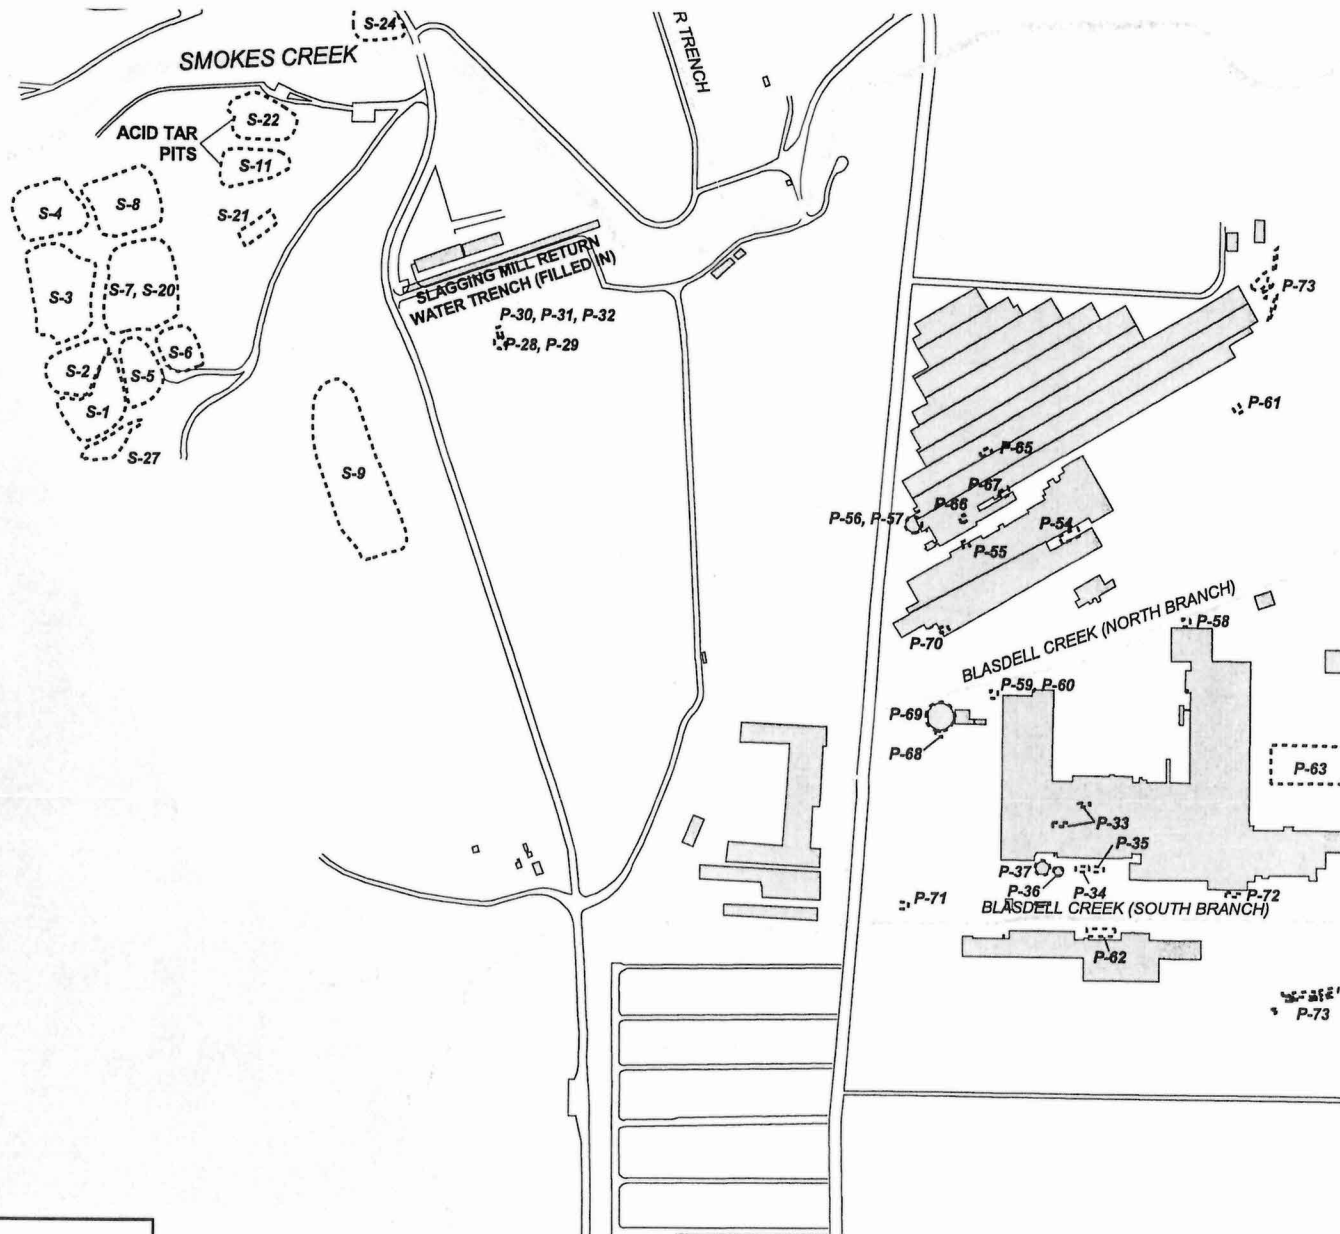 S-24
SMOKES CREEK
R TRENCH
ACID TAR
PITS
S-22
S-11
S-8
S-4
S-21
S-3
S-7, S-20
S-6
S-2
S-5
S-1
S-27
S-9
SLAGGING MILL RETURN
WATER TRENCH (FILLED IN)
P-30, P-31, P-32
P-28, P-29
P-73
P-61
P-65
P-67
P-66
P-56, P-57
P-54
P-55
P-70
BLASDELL CREEK (NORTH BRANCH)
P-58
P-59, P-60
P-69
P-68
P-63
P-33
P-35
P-37
P-36
P-34
P-71
P-72
BLASDELL CREEK (SOUTH BRANCH)
P-62
P-73